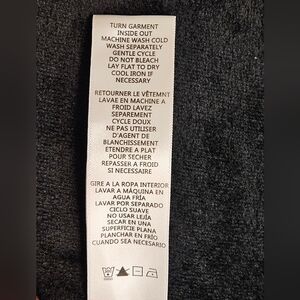 TURN GARMENT
INSIDE OUT
MACHINE WASH COLD
WASH SEPARATELY
GENTLE CYCLE
DO NOT BLEACH
LAY FLAT TO DRY
COOL IRON IF
NECESSARY
RETOURNER LE VÊTEMNT
LAVAE EN MACHINE A
FROID LAVEZ
SEPAREMENT
CYCLE DOUX
NE PAS UTILISER
D'AGENT DE
BLANCHISSEMENT
ETENDRE A PLAT
POUR SECHER
REPASSER A FROID
SI NECESSAIRE
GIRE A LA ROPA INTERIOR
LAVAR A MÁQUINA EN
AGUA FRÍA
LAVAR POR SEPARADO
CICLO SUAVE
NO USAR LEJÍA
SECAR EN UNA
SUPERFICIE PLANA
PLANCHAR EN FRÍO
CUANDO SEA NECESARIO